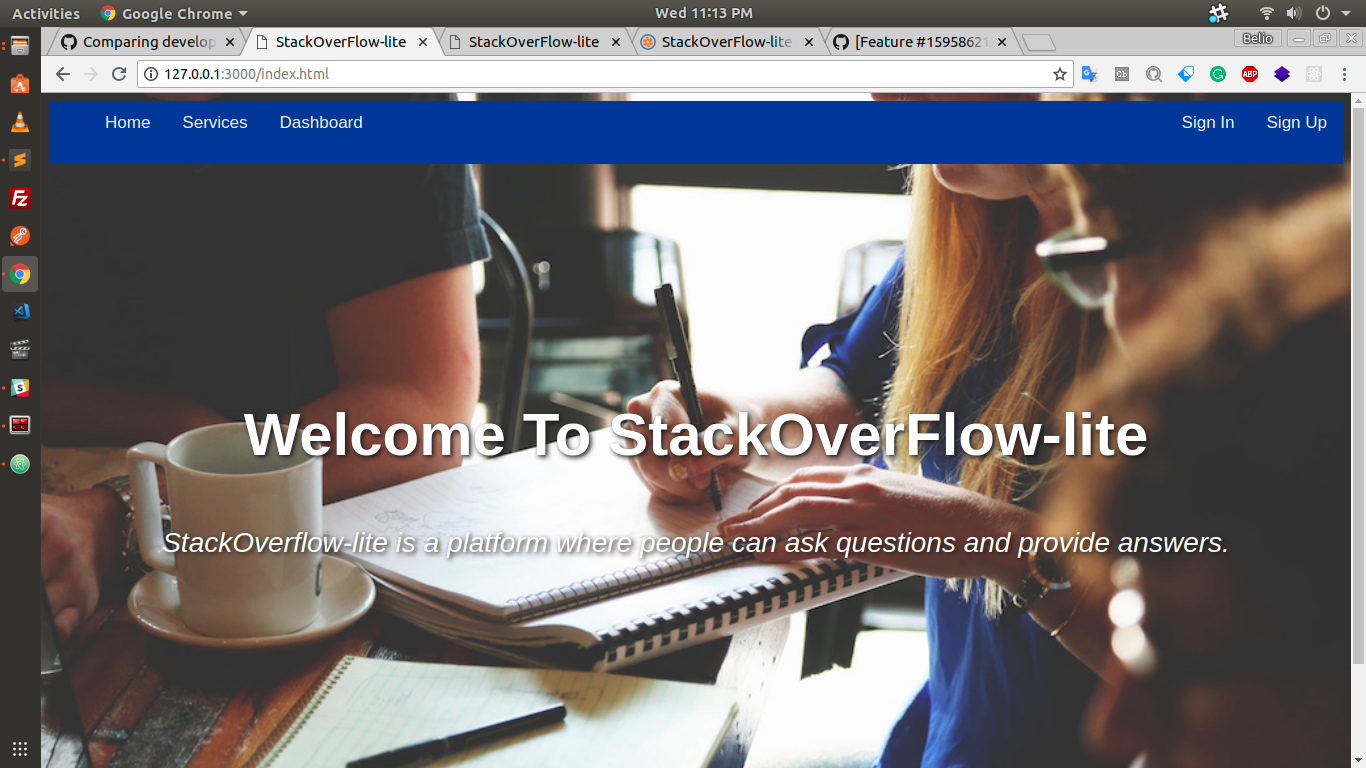 Activities Google Chrome Wed 11:13 PM
Comparing develop StackOverFlow-lite StackOverFlow-lite StackOverFlow-lite [Feature #15958621 Belio
127.0.0.1:3000/index.html
Home Services Dashboard Sign In Sign Up
Welcome To StackOverFlow-lite
StackOverflow-lite is a platform where people can ask questions and provide answers.